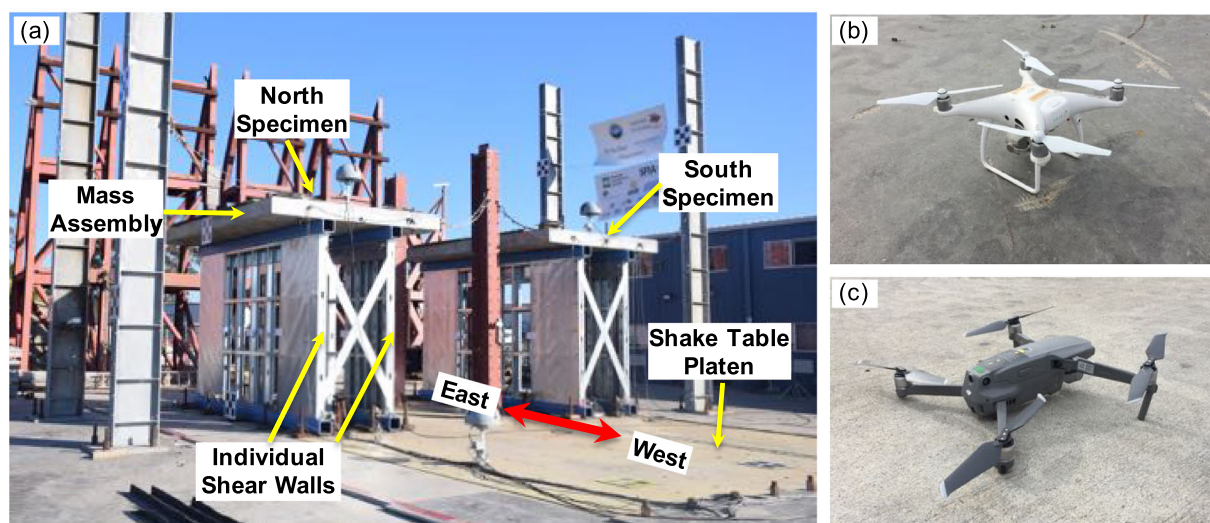 (a)
North
Specimen
Mass
Assembly
South
Specimen
Shake Table
Platen
East
West
Individual
Shear Walls
(b)
(c)